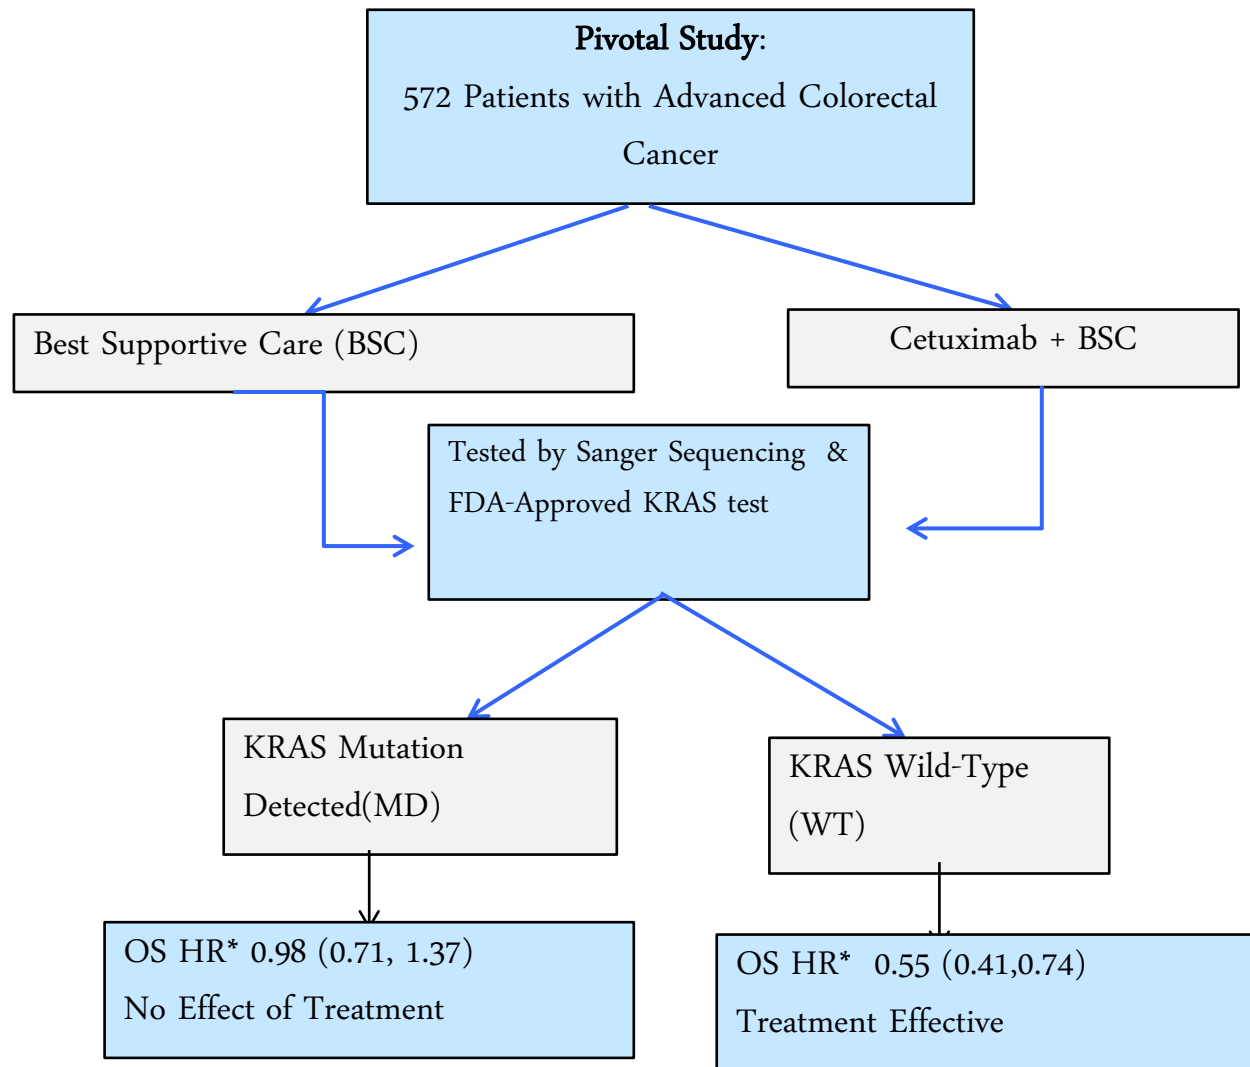 Pivotal Study:
572 Patients with Advanced Colorectal
Cancer
Best Supportive Care (BSC)
Cetuximab + BSC
Tested by Sanger Sequencing &
FDA-Approved KRAS test
KRAS Mutation
Detected(MD)
KRAS Wild-Type
(WT)
OS HR* 0.98 (0.71, 1.37)
No Effect of Treatment
OS HR* 0.55 (0.41,0.74)
Treatment Effective